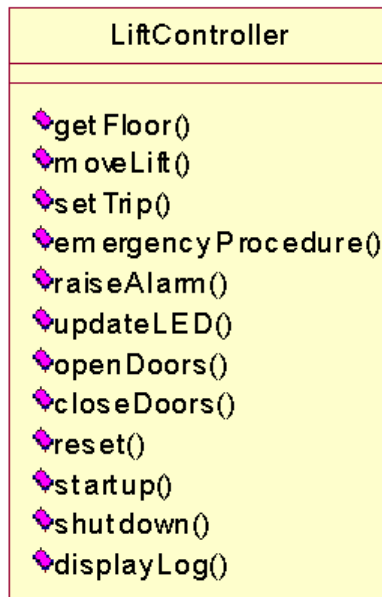 LiftController
getFloor()
moveLift()
setTrip()
emergencyProcedure()
raiseAlarm()
updateLED()
openDoors()
closeDoors()
reset()
startup()
shutdown()
displayLog()